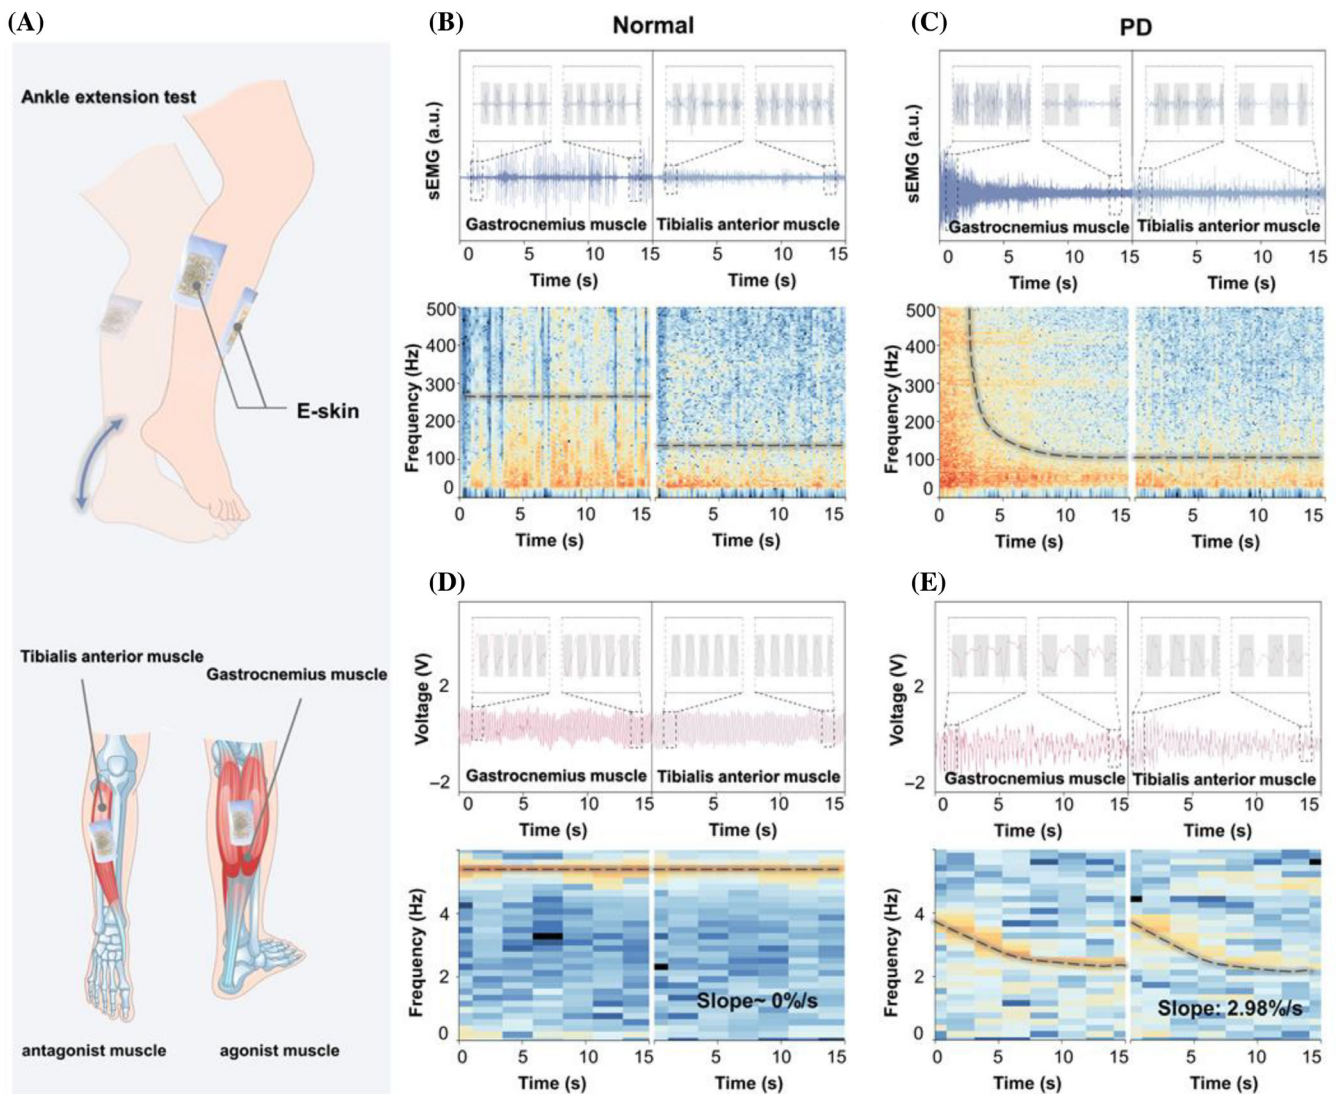 (A)
Ankle extension test
E-skin
Tibialis anterior muscle
Gastrocnemius muscle
antagonist muscle
agonist muscle
(B)
Normal
sEMG (a.u.)
Gastrocnemius muscle
Tibialis anterior muscle
0 5 10 15 5 10 15
Time (s)
Time (s)
500
400
300
200
100
0
Frequency (Hz)
0 5 10 15 5 10 15
Time (s)
Time (s)
(C)
PD
sEMG (a.u.)
Gastrocnemius muscle
Tibialis anterior muscle
0 5 10 15 5 10 15
Time (s)
Time (s)
500
400
300
200
100
0
Frequency (Hz)
0 5 10 15 5 10 15
Time (s)
Time (s)
(D)
Voltage (V)
2
−2
Gastrocnemius muscle
Tibialis anterior muscle
0 5 10 15 5 10 15
Time (s)
Time (s)
Frequency (Hz)
4
2
0
Slope~ 0%/s
0 5 10 15 5 10 15
Time (s)
Time (s)
(E)
Voltage (V)
2
−2
Gastrocnemius muscle
Tibialis anterior muscle
0 5 10 15 5 10 15
Time (s)
Time (s)
Frequency (Hz)
4
2
0
Slope: 2.98%/s
0 5 10 15 5 10 15
Time (s)
Time (s)